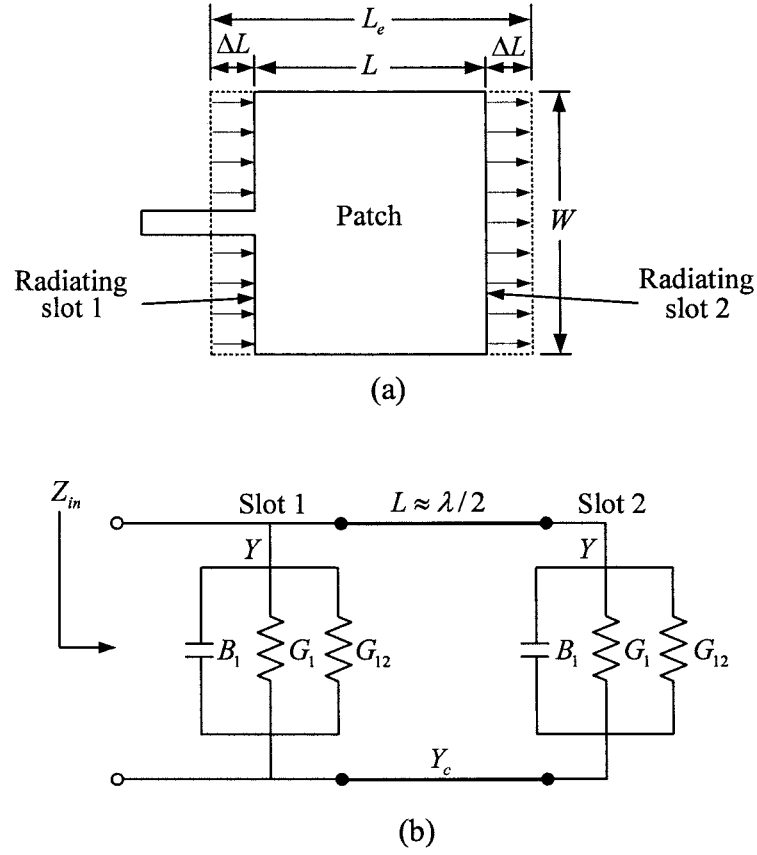 L_e
ΔL L ΔL
Patch
W
Radiating
slot 1
Radiating
slot 2
(a)
Z_in
Slot 1
L ≈ λ/2
Slot 2
Y
Y
B_1 G_1 G_12
B_1 G_1 G_12
Y_c
(b)